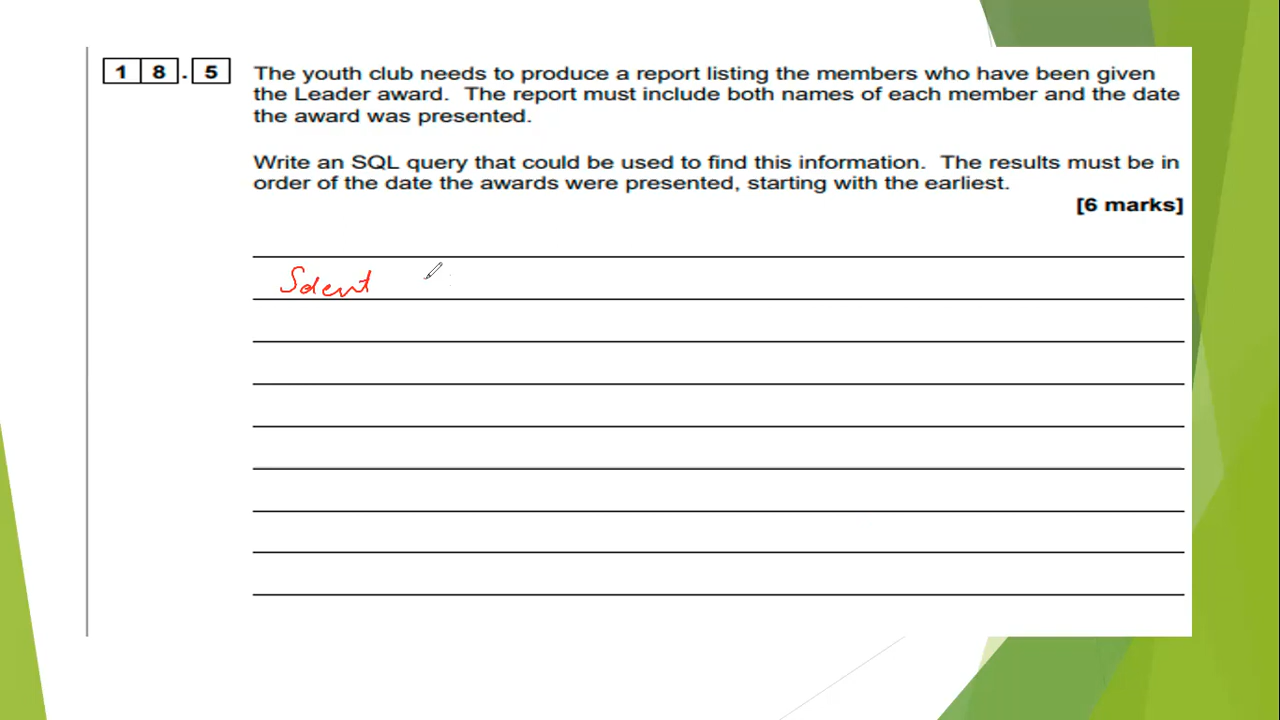 18.5 The youth club needs to produce a report listing the members who have been given
the Leader award. The report must include both names of each member and the date
the award was presented.
Write an SQL query that could be used to find this information. The results must be in
order of the date the awards were presented, starting with the earliest.
[6 marks]
Select